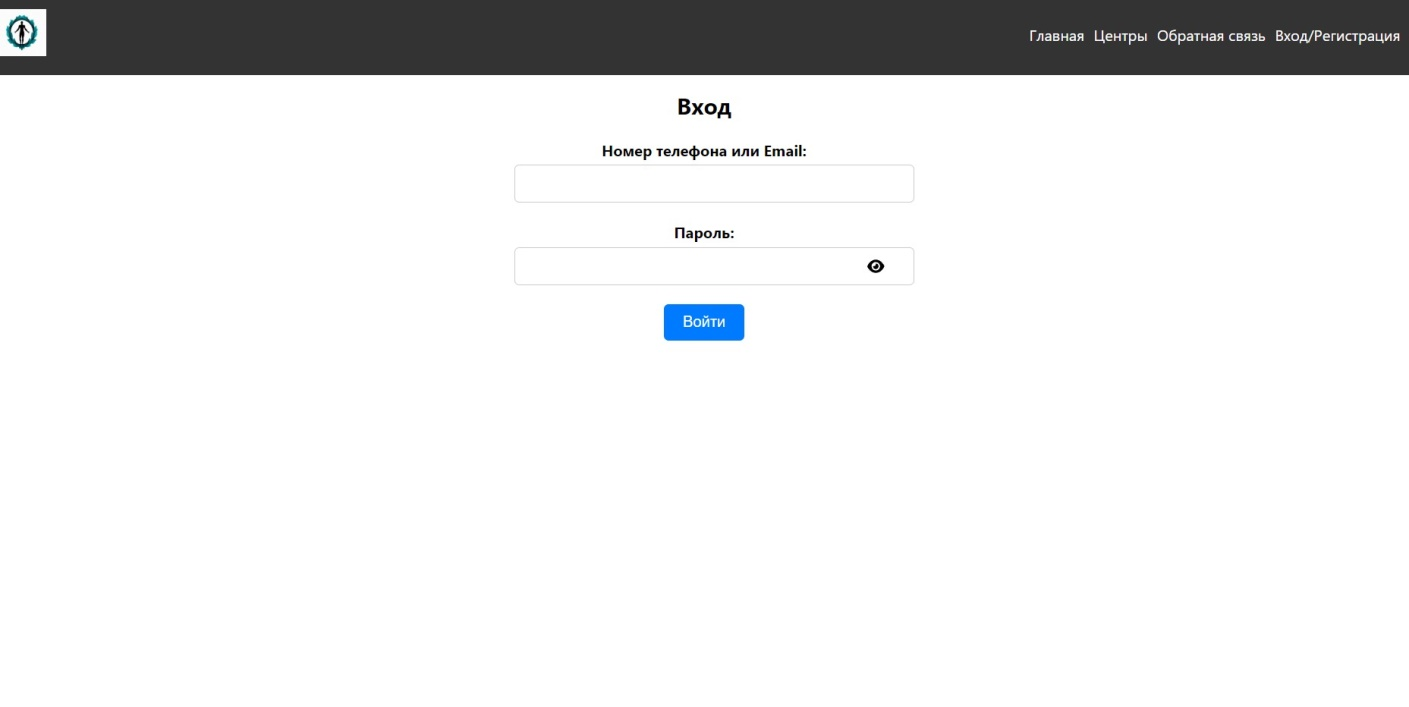 Главная Центры Обратная связь Вход/Регистрация
Вход
Номер телефона или Email:
Пароль:
Войти